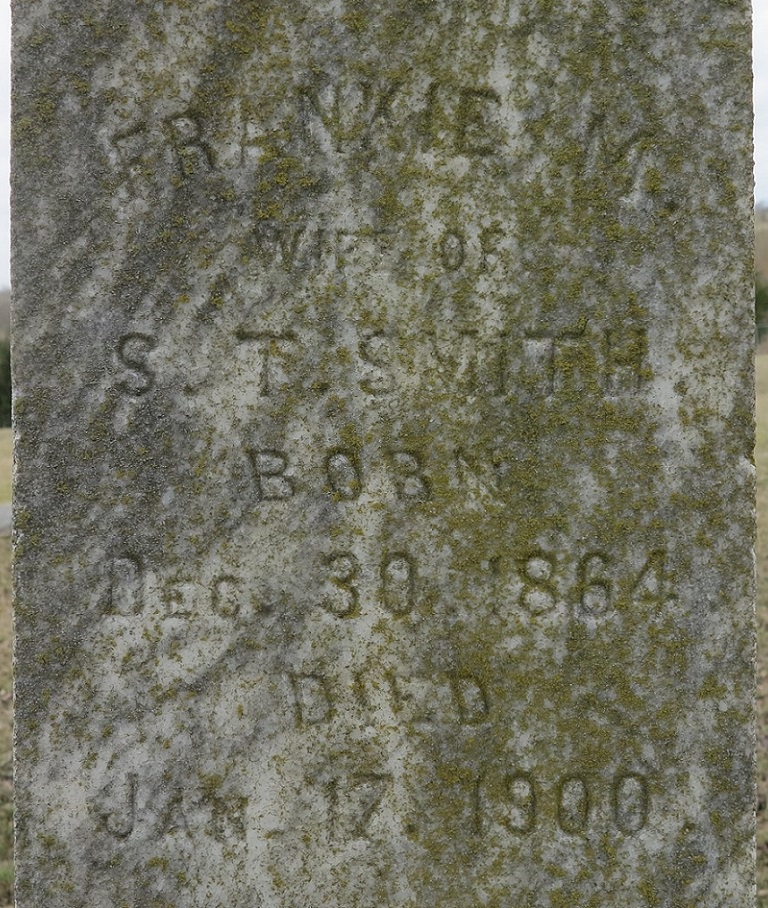 FRANKIE M.
WIFE OF
S. T. SMITH
BORN
DEC. 30, 1864
DIED
JAN. 17, 1900.